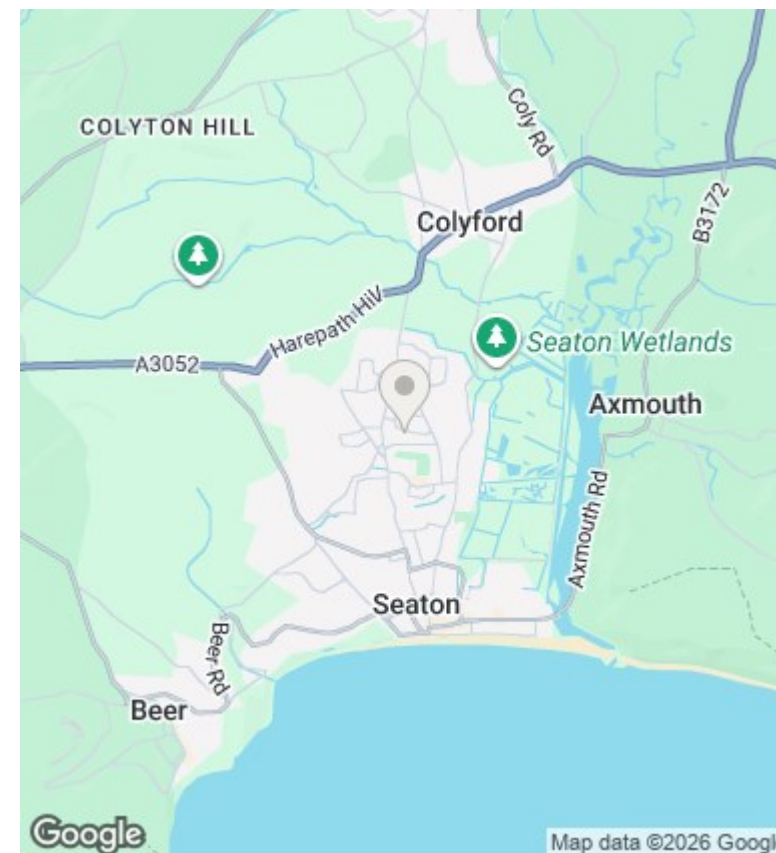 COLYTON HILL
Coly Rd
Colyford
B3172
Harepath Hill
A3052
Seaton Wetlands
Axmouth
Axmouth Rd
Seaton
Beer Rd
Beer
Google
Map data ©2026 Googl